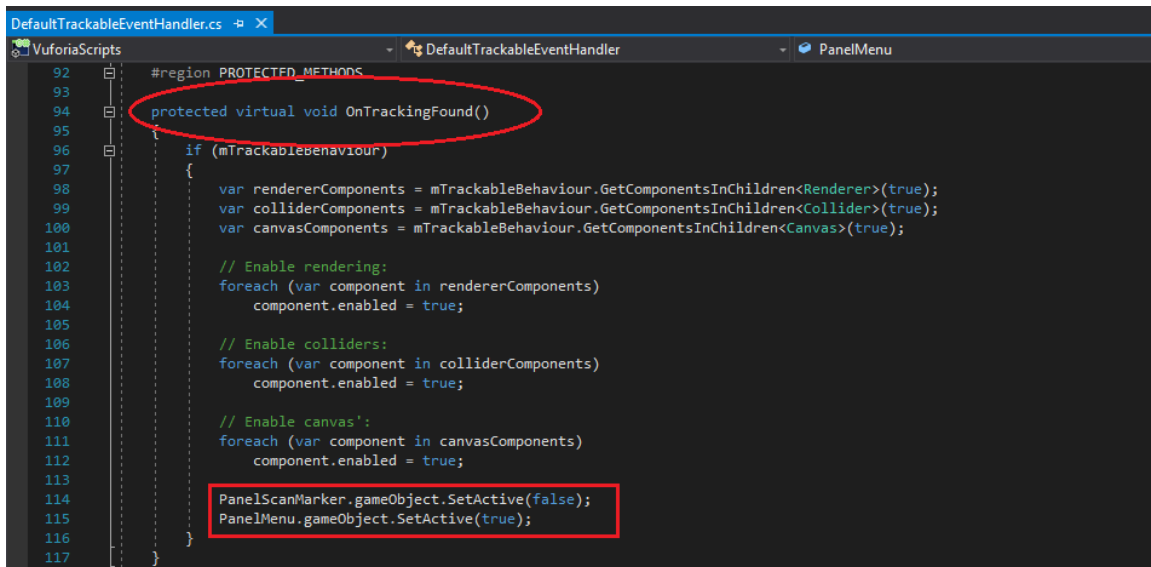 DefaultTrackableEventHandler.cs
VuforiaScripts DefaultTrackableEventHandler PanelMenu
92 #region PROTECTED_METHODS
93
94 protected virtual void OnTrackingFound()
95 {
96 if (mTrackableBehaviour)
97 {
98 var rendererComponents = mTrackableBehaviour.GetComponentsInChildren<Renderer>(true);
99 var colliderComponents = mTrackableBehaviour.GetComponentsInChildren<Collider>(true);
100 var canvasComponents = mTrackableBehaviour.GetComponentsInChildren<Canvas>(true);
101
102 // Enable rendering:
103 foreach (var component in rendererComponents)
104 component.enabled = true;
105
106 // Enable colliders:
107 foreach (var component in colliderComponents)
108 component.enabled = true;
109
110 // Enable canvas':
111 foreach (var component in canvasComponents)
112 component.enabled = true;
113
114 PanelScanMarker.gameObject.SetActive(false);
115 PanelMenu.gameObject.SetActive(true);
116 }
117 }